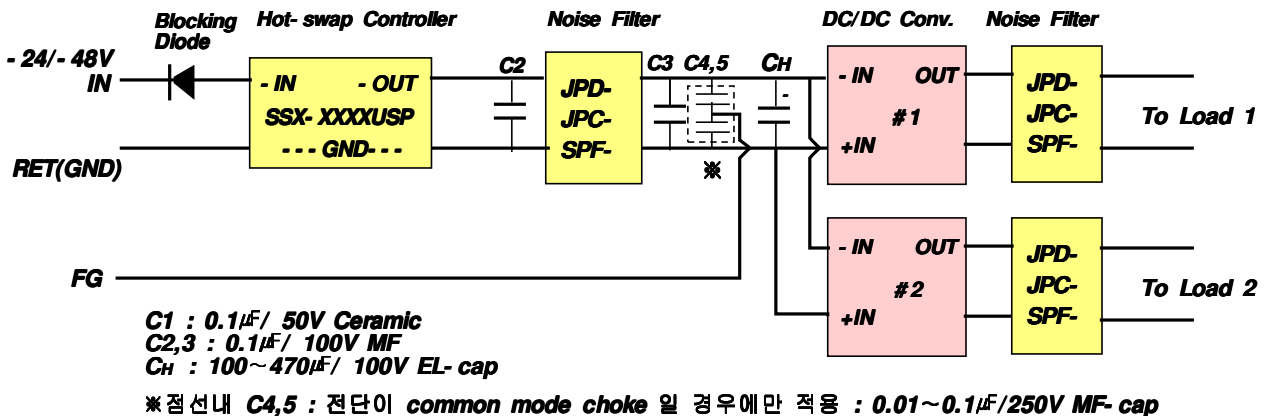 Blocking
Diode
Hot- swap Controller
Noise Filter
DC/DC Conv.
Noise Filter
- 24/- 48V
IN
- IN - OUT
SSX- XXXXUSP
- - - GND- - -
RET(GND)
C2
JPD-
JPC-
SPF-
C3 C4,5 CH
-
※
- IN OUT
#1
+IN
JPD-
JPC-
SPF-
To Load 1
- IN OUT
#2
+IN
JPD-
JPC-
SPF-
To Load 2
FG
C1 : 0.1㎌/ 50V Ceramic
C2,3 : 0.1㎌/ 100V MF
CH : 100~470㎌/ 100V EL- cap
※점선내 C4,5 : 전단이 common mode choke 일 경우에만 적용 : 0.01~0.1㎌/250V MF- cap